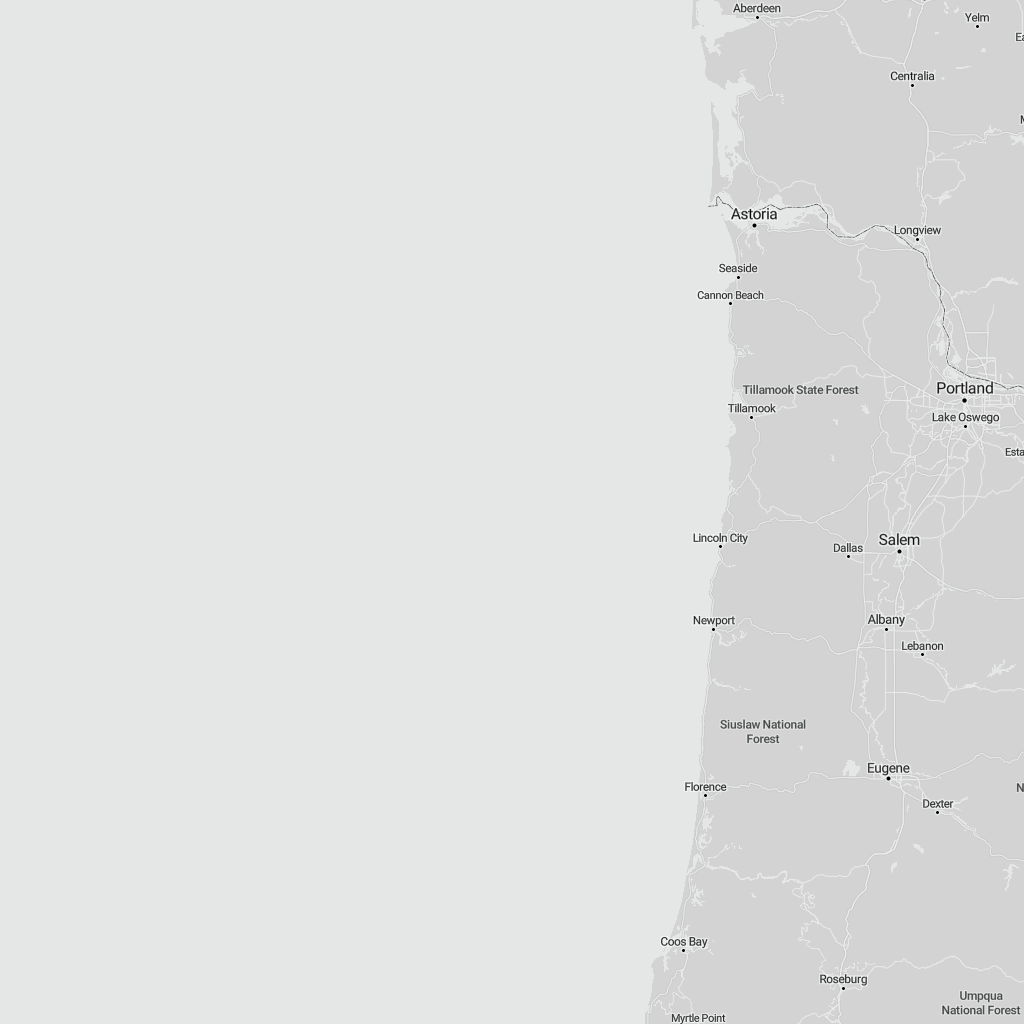 Aberdeen
Yelm
Ea
Centralia
M
Astoria
Longview
Seaside
Cannon Beach
Tillamook State Forest
Portland
Tillamook
Lake Oswego
Esta
Lincoln City
Dallas
Salem
Newport
Albany
Lebanon
Siuslaw National
Forest
Eugene
Florence
N
Dexter
Coos Bay
Roseburg
Umpqua
National Forest
Myrtle Point